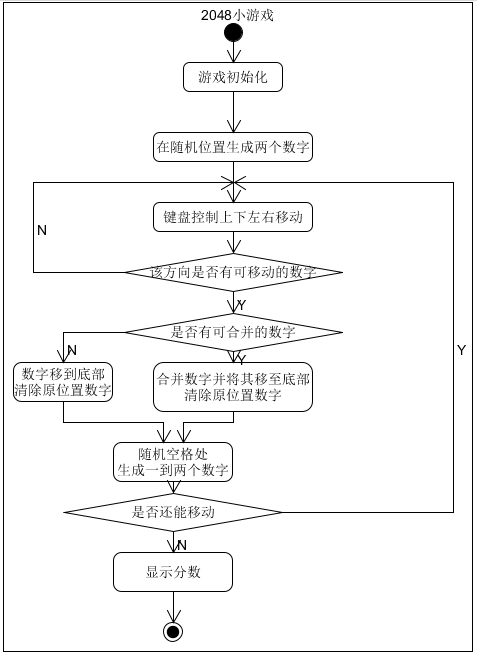 2048小游戏
游戏初始化
在随机位置生成两个数字
键盘控制上下左右移动
N
该方向是否有可移动的数字
Y
是否有可合并的数字
N
Y
Y
数字移到底部
清除原位置数字
合并数字并将其移至底部
清除原位置数字
随机空格处
生成一到两个数字
是否还能移动
N
显示分数